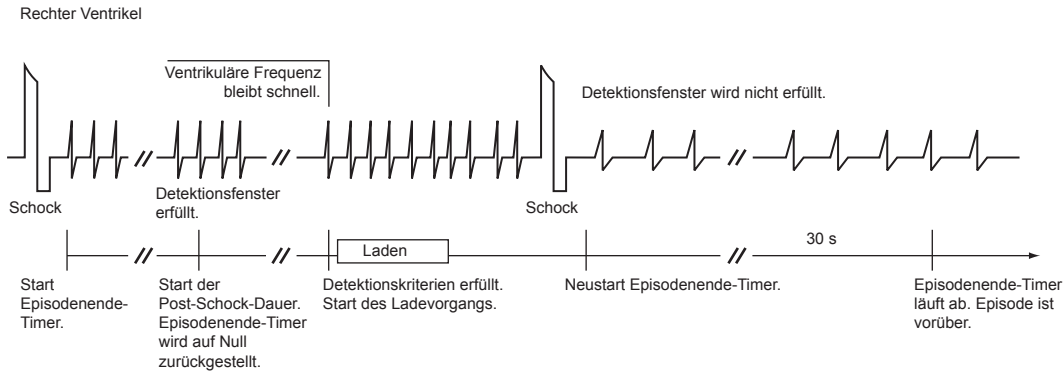 Rechter Ventrikel
Ventrikuläre Frequenz
bleibt schnell.
Detektionsfenster wird nicht erfüllt.
Schock
Detektionsfenster
erfüllt.
Schock
Laden
30 s
Start
Episodenende-
Timer.
Start der
Post-Schock-Dauer.
Episodenende-Timer
wird auf Null
zurückgestellt.
Detektionskriterien erfüllt.
Start des Ladevorgangs.
Neustart Episodenende-Timer.
Episodenende-Timer
läuft ab. Episode ist
vorüber.